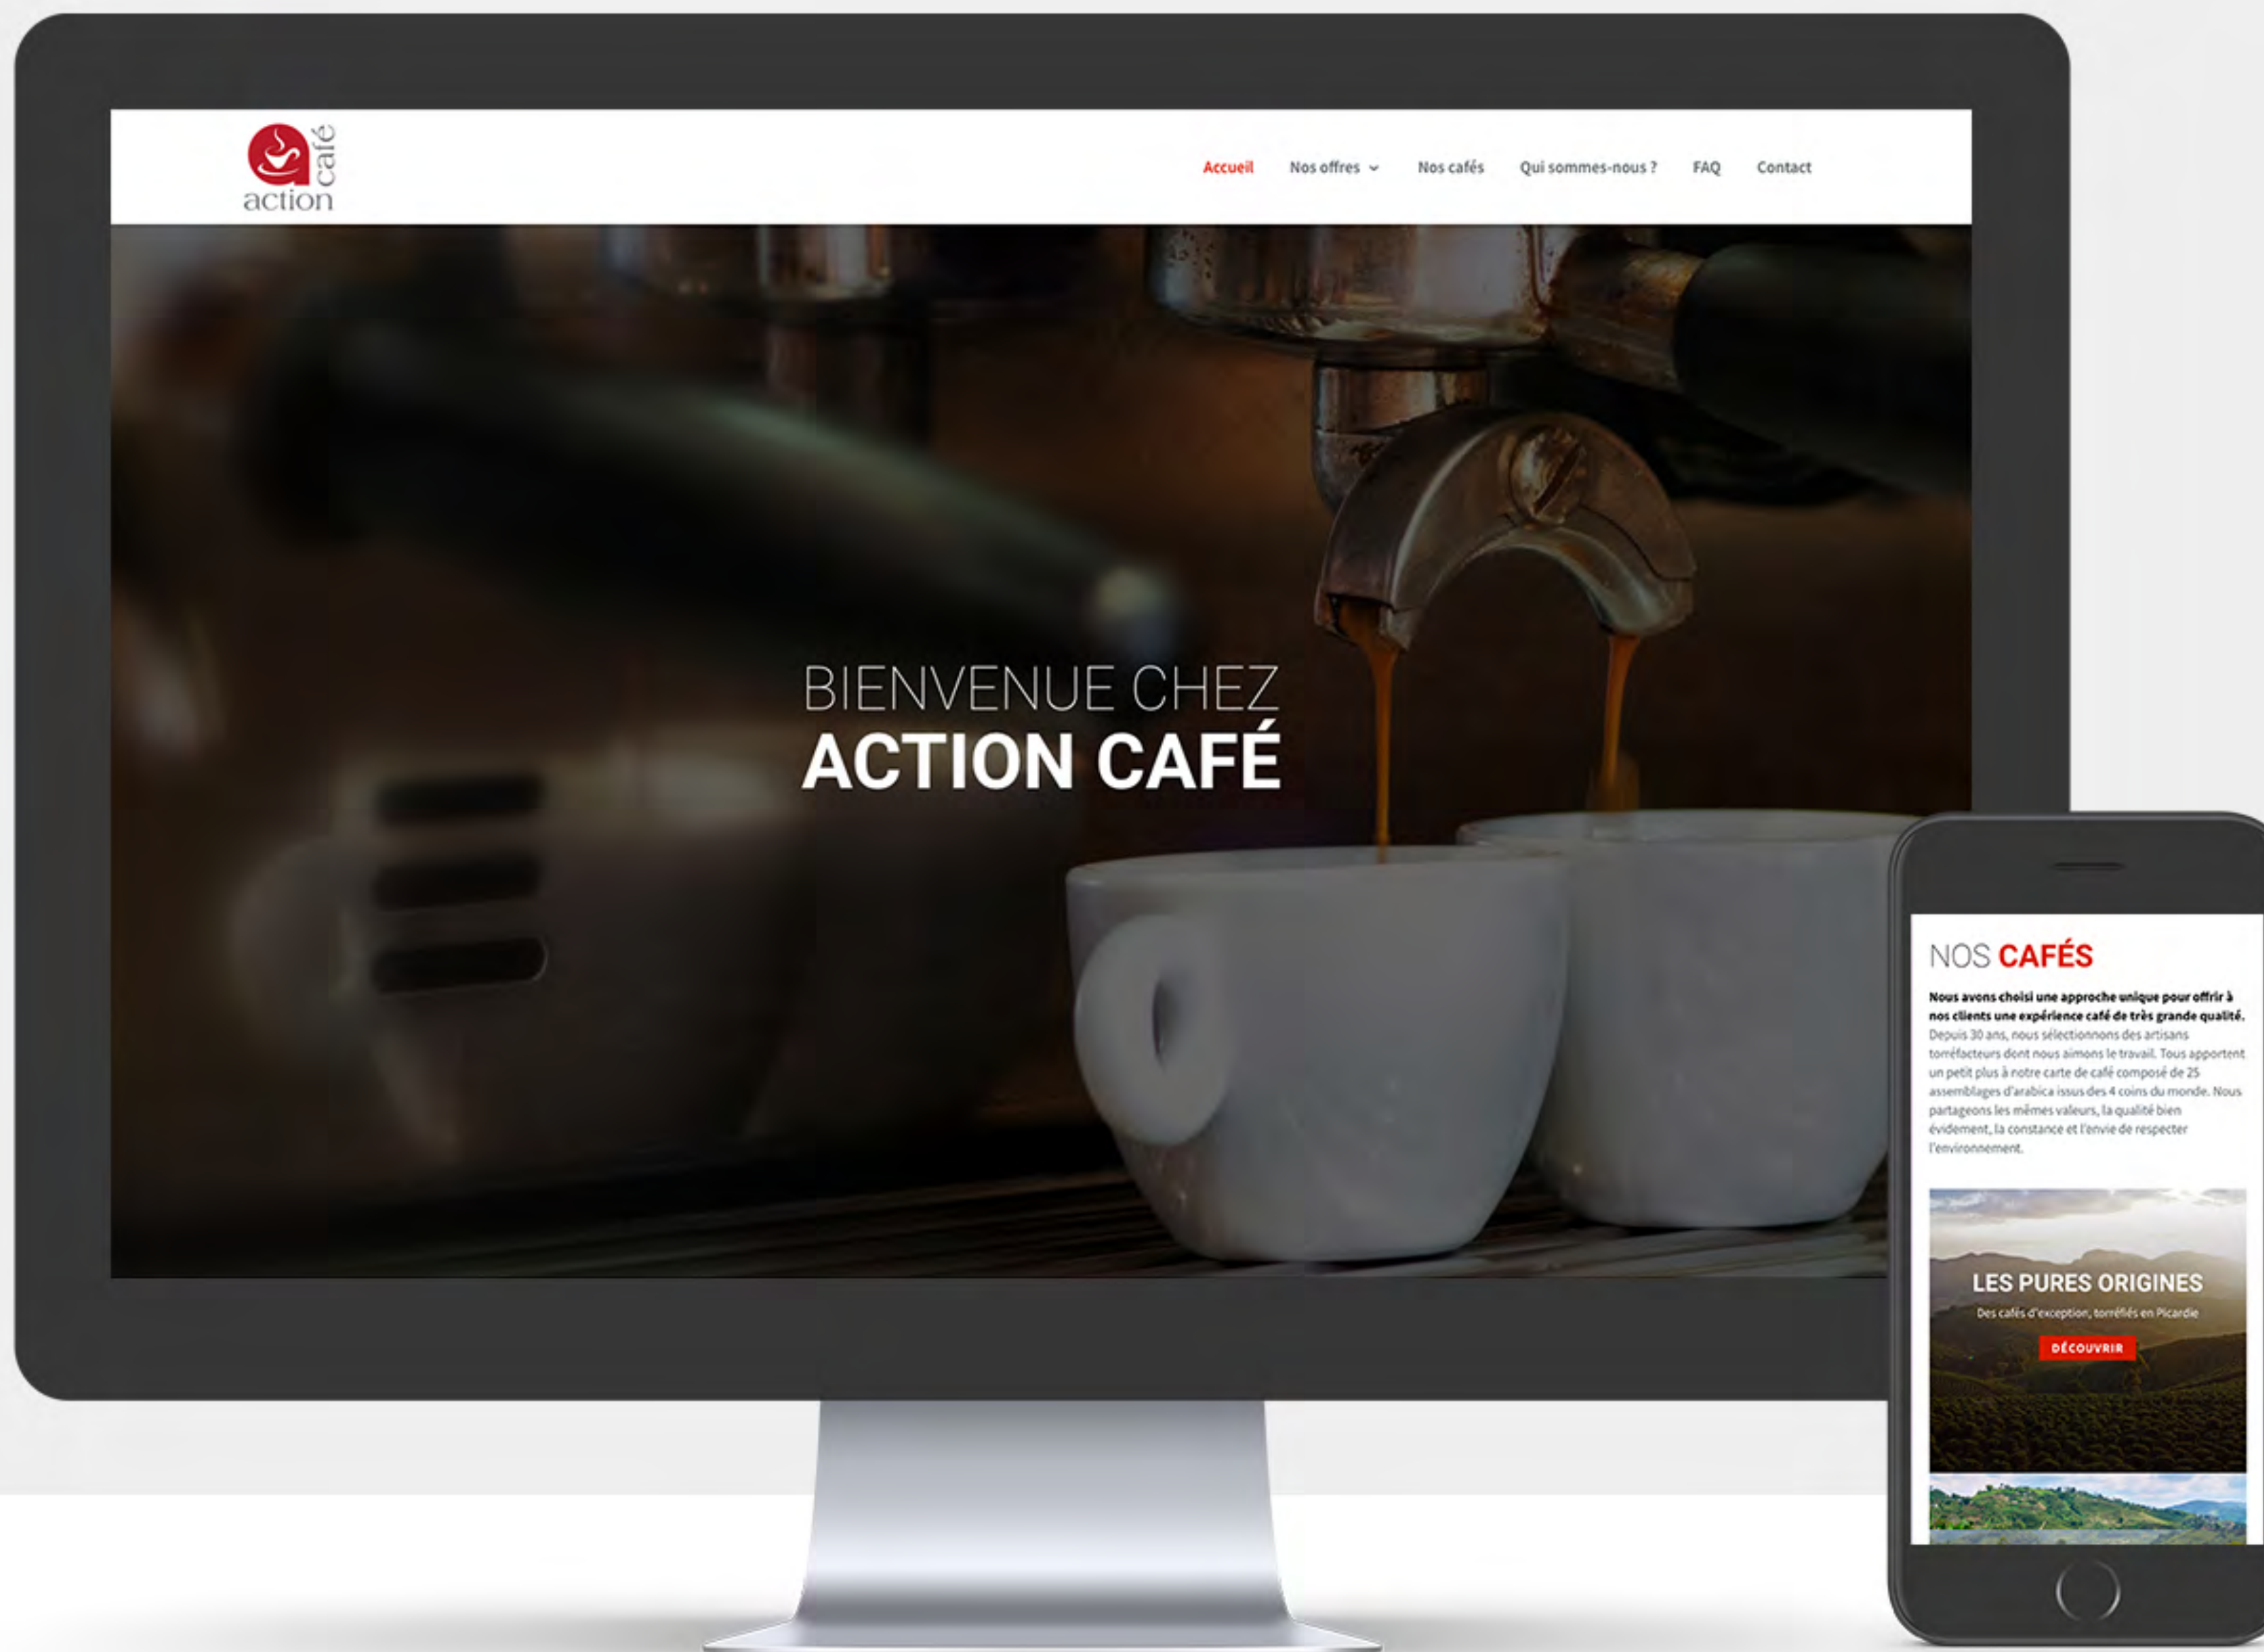 action
café
Accueil Nos offres Nos cafés Qui sommes-nous ? FAQ Contact
BIENVENUE CHEZ
ACTION CAFÉ
NOS CAFÉS
Nous avons choisi une approche unique pour offrir à
nos clients une expérience café de très grande qualité.
Depuis 30 ans, nous sélectionnons des artisans
torréfacteurs dont nous aimons le travail. Tous apportent
un petit plus à notre carte de café composé de 25
assemblages d'arabica issus des 4 coins du monde. Nous
partageons les mêmes valeurs, la qualité bien
évidement, la constance et l'envie de respecter
l'environnement.
LES PURES ORIGINES
Des cafés d'exception, torréfiés en Picardie
DÉCOUVRIR